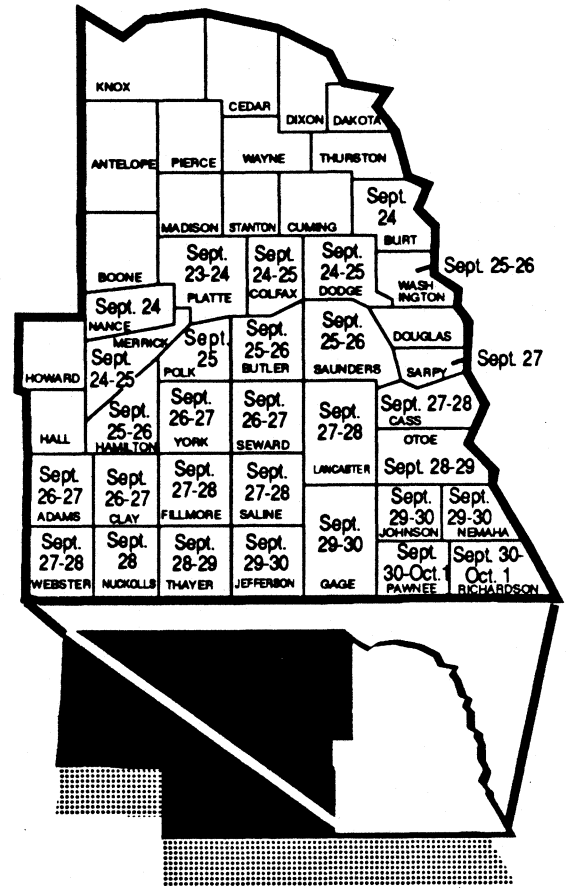 KNOX
CEDAR
DIXON
DAKOTA
ANTELOPE
PIERCE
WAYNE
THURSTON
MADISON
STANTON
CUMING
Sept.
24
BURT
BOONE
Sept.
23-24
PLATTE
Sept.
24-25
COLFAX
Sept.
24-25
DODGE
Sept. 25-26
WASH
INGTON
Sept. 24
NANCE
MERRICK
Sept.
24-25
Sept.
25
POLK
Sept.
25-26
BUTLER
Sept.
25-26
SAUNDERS
DOUGLAS
SARPY
Sept. 27
HOWARD
HALL
Sept.
25-26
HAMILTON
Sept.
26-27
YORK
Sept.
26-27
SEWARD
Sept.
27-28
LANCASTER
Sept. 27-28
CASS
OTOE
Sept. 28-29
Sept.
26-27
ADAMS
Sept.
26-27
CLAY
Sept.
27-28
FILLMORE
Sept.
27-28
SALINE
Sept.
29-30
GAGE
Sept.
29-30
JOHNSON
Sept.
29-30
NEMAHA
Sept.
27-28
WEBSTER
Sept.
28
NUCKOLLS
Sept.
28-29
THAYER
Sept.
29-30
JEFFERSON
Sept.
30-Oct.1
PAWNEE
Sept. 30-
Oct. 1
RICHARDSON